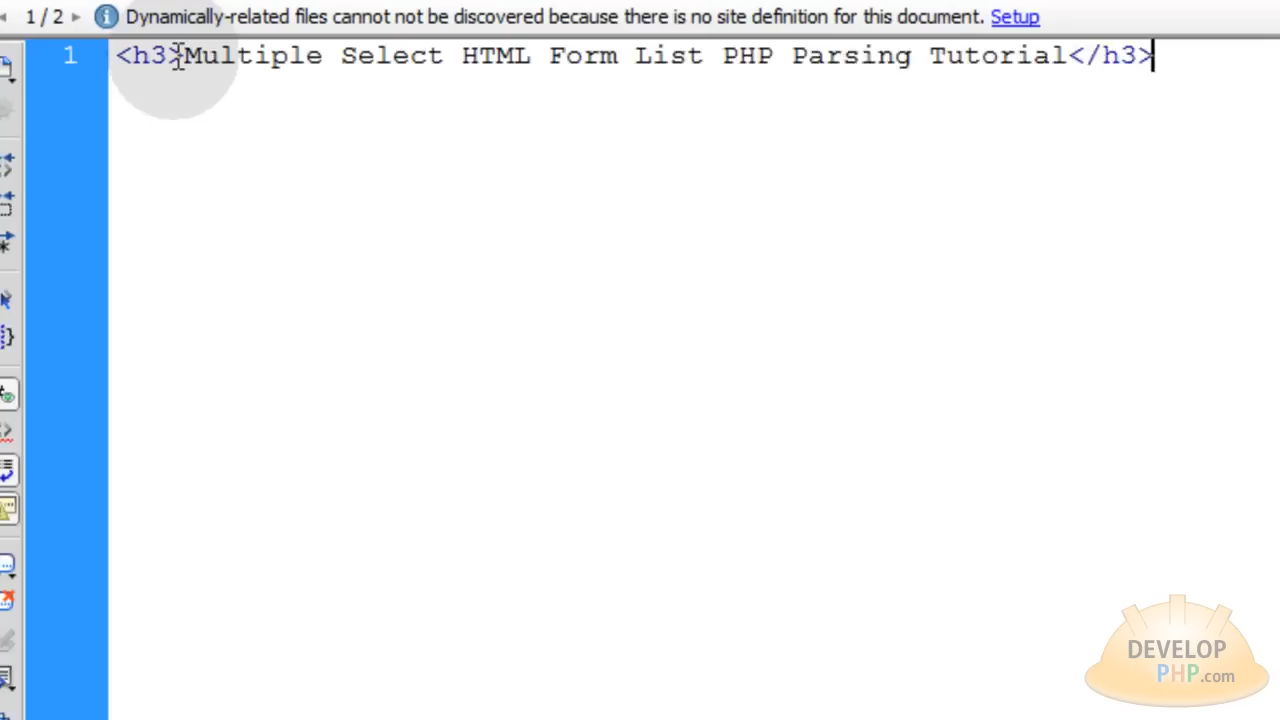 1 / 2 Dynamically-related files cannot not be discovered because there is no site definition for this document. Setup
1 <h3>Multiple Select HTML Form List PHP Parsing Tutorial</h3>
DEVELOP
PHP.com